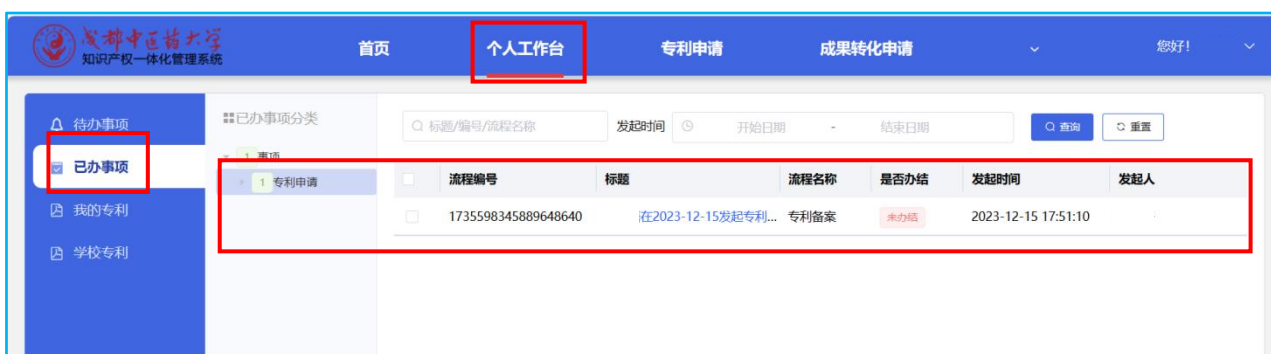 成都中医药大学
知识产权一体化管理系统
首页
个人工作台
专利申请
成果转化申请
您好!
待办事项
已办事项
我的专利
学校专利
已办事项分类
1 事项
1 专利申请
标题/编号/流程名称
发起时间
开始日期 - 结束日期
查询
重置
流程编号 标题 流程名称 是否办结 发起时间 发起人
1735598345889648640 在2023-12-15发起专利... 专利备案 未办结 2023-12-15 17:51:10